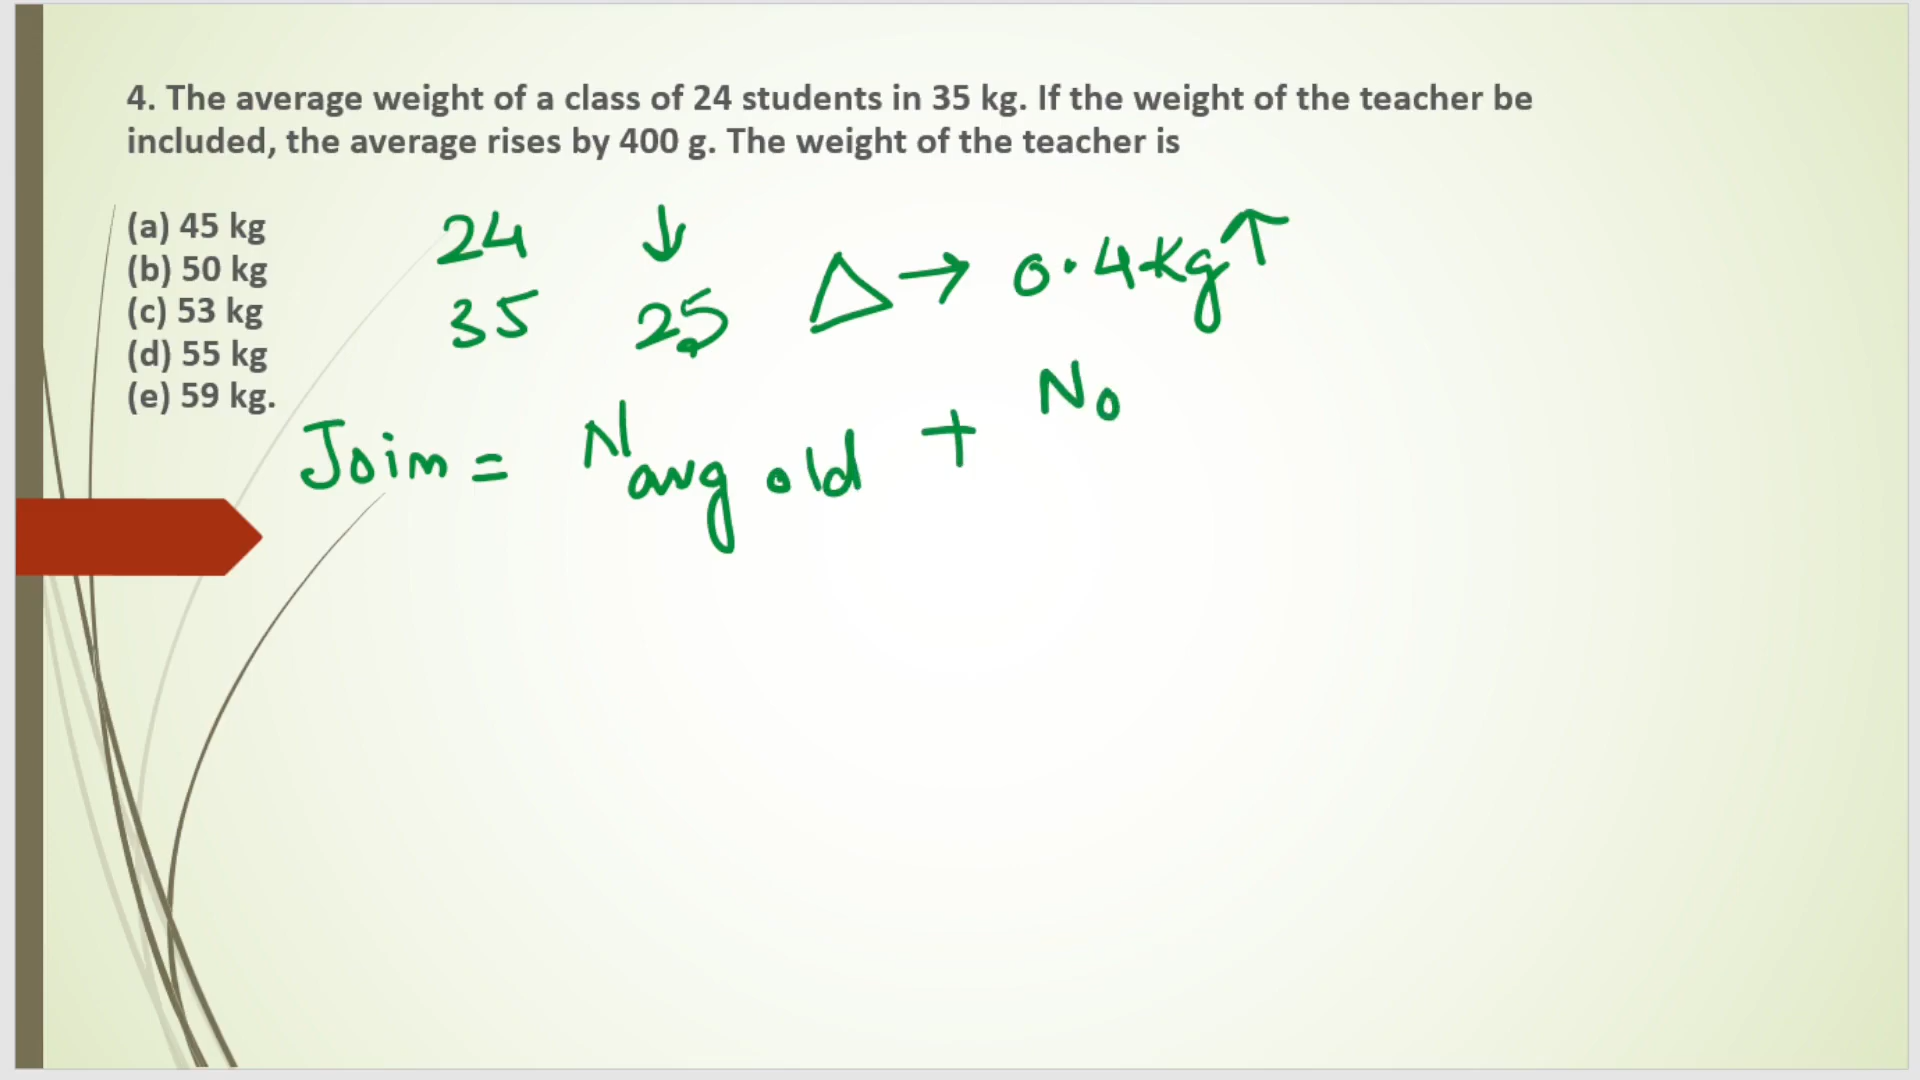 4. The average weight of a class of 24 students in 35 kg. If the weight of the teacher be
included, the average rises by 400 g. The weight of the teacher is
(a) 45 kg
(b) 50 kg
(c) 53 kg
(d) 55 kg
(e) 59 kg.
24 ↓
35 25 △ → 0.4kg ↑
Join = N avg old + No